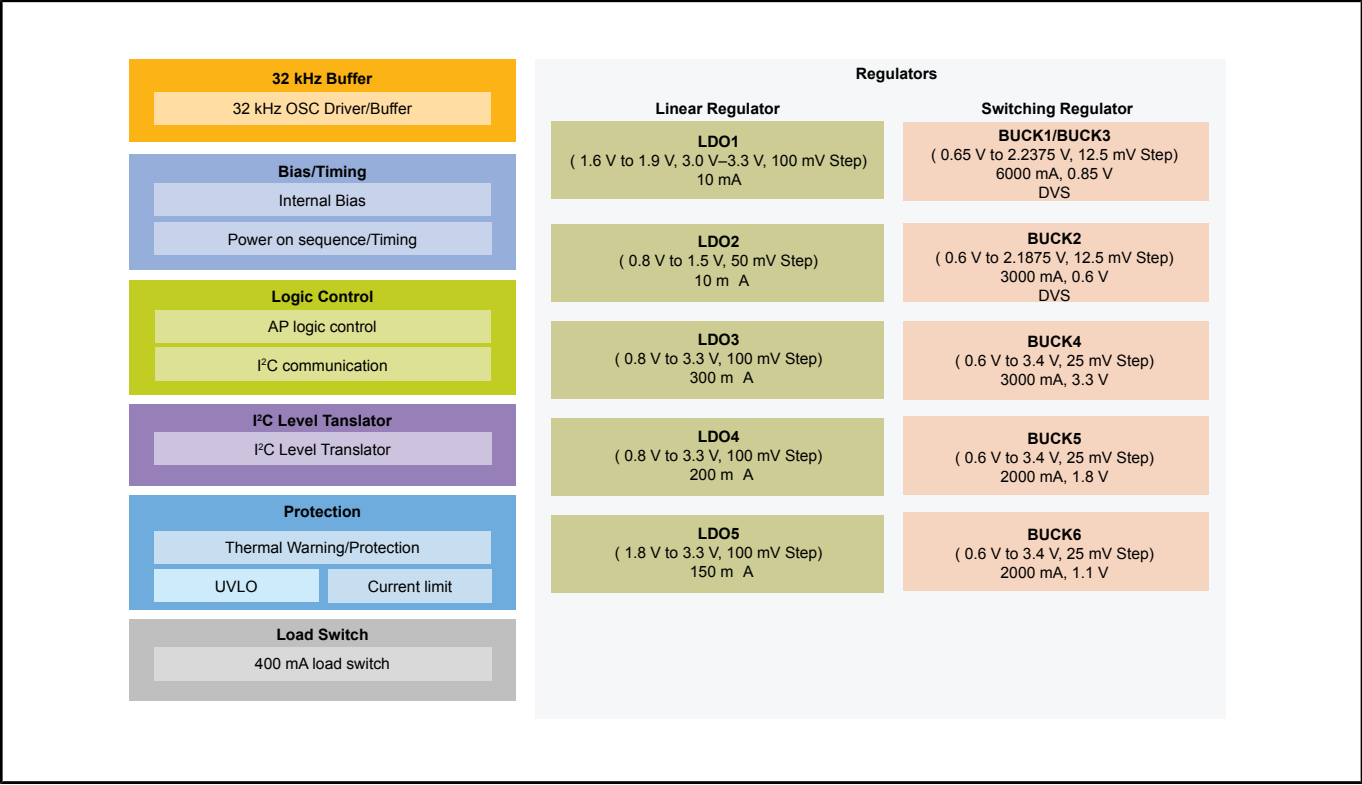 32 kHz Buffer
32 kHz OSC Driver/Buffer
Bias/Timing
Internal Bias
Power on sequence/Timing
Logic Control
AP logic control
I²C communication
I²C Level Tanslator
I²C Level Translator
Protection
Thermal Warning/Protection
UVLO
Current limit
Load Switch
400 mA load switch
Regulators
Linear Regulator
LDO1
( 1.6 V to 1.9 V, 3.0 V–3.3 V, 100 mV Step)
10 mA
LDO2
( 0.8 V to 1.5 V, 50 mV Step)
10 m A
LDO3
( 0.8 V to 3.3 V, 100 mV Step)
300 m A
LDO4
( 0.8 V to 3.3 V, 100 mV Step)
200 m A
LDO5
( 1.8 V to 3.3 V, 100 mV Step)
150 m A
Switching Regulator
BUCK1/BUCK3
( 0.65 V to 2.2375 V, 12.5 mV Step)
6000 mA, 0.85 V
DVS
BUCK2
( 0.6 V to 2.1875 V, 12.5 mV Step)
3000 mA, 0.6 V
DVS
BUCK4
( 0.6 V to 3.4 V, 25 mV Step)
3000 mA, 3.3 V
BUCK5
( 0.6 V to 3.4 V, 25 mV Step)
2000 mA, 1.8 V
BUCK6
( 0.6 V to 3.4 V, 25 mV Step)
2000 mA, 1.1 V